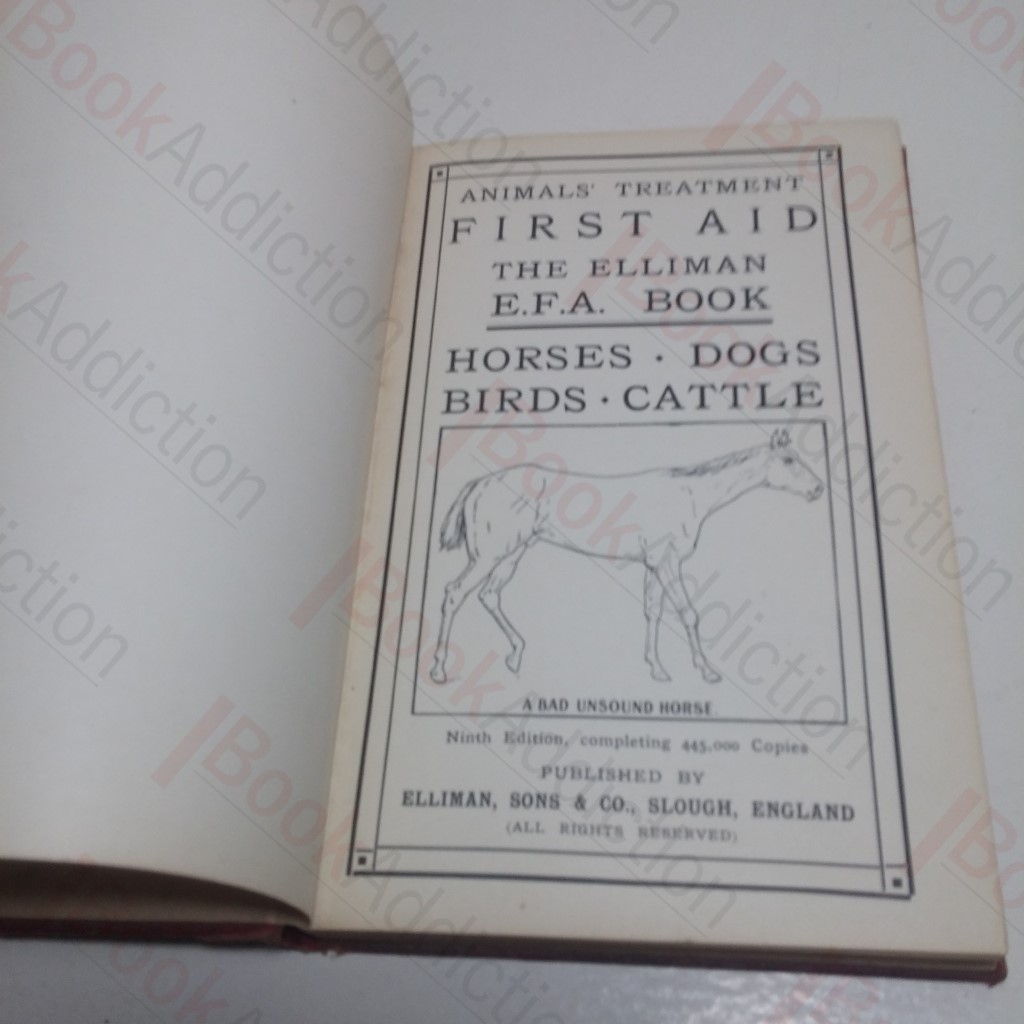 ANIMALS' TREATMENT
FIRST AID
THE ELLIMAN
E.F.A. BOOK
HORSES · DOGS
BIRDS · CATTLE
A BAD UNSOUND HORSE.
Ninth Edition, completing 445,000 Copies
PUBLISHED BY
ELLIMAN, SONS & CO., SLOUGH, ENGLAND
(ALL RIGHTS RESERVED)
BookAddiction